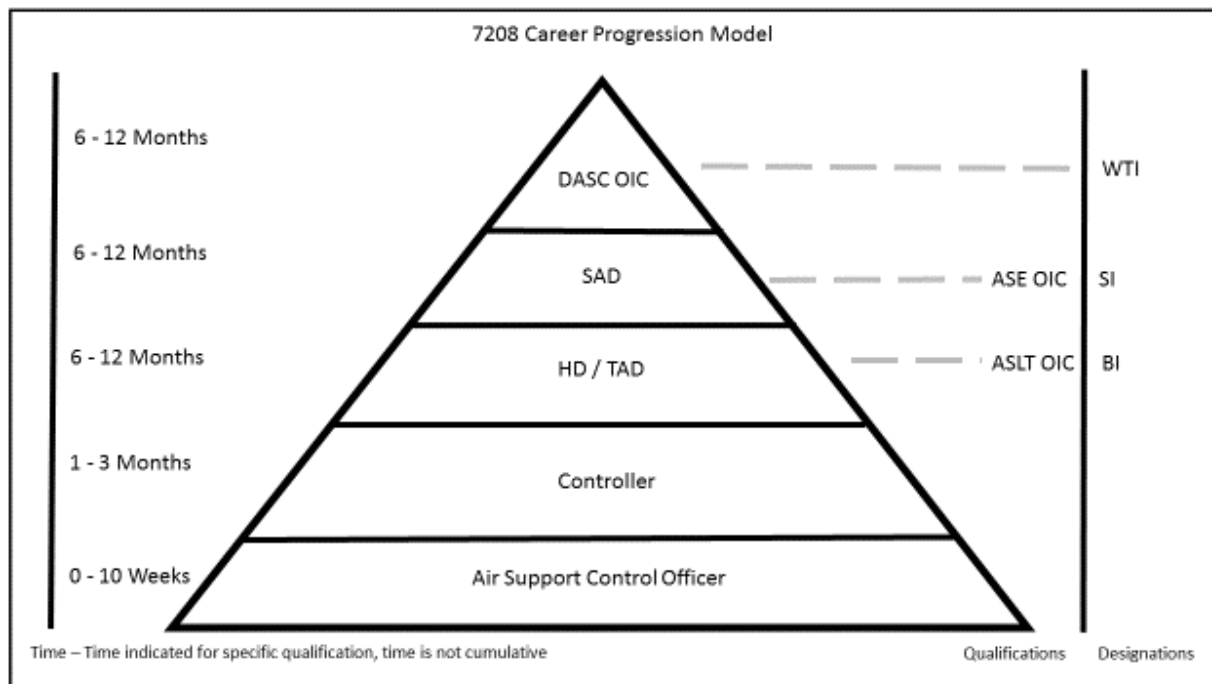 7208 Career Progression Model
6 - 12 Months
DASC OIC
WTI
6 - 12 Months
SAD
ASE OIC
SI
6 - 12 Months
HD / TAD
ASLT OIC
BI
1 - 3 Months
Controller
0 - 10 Weeks
Air Support Control Officer
Time – Time indicated for specific qualification, time is not cumulative
Qualifications
Designations